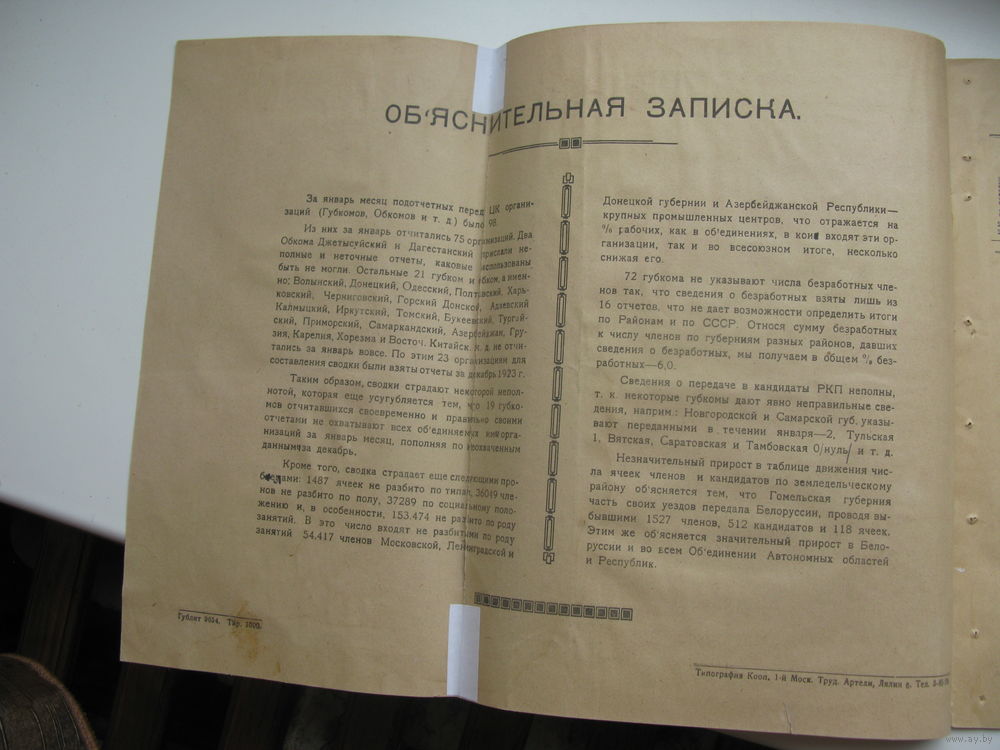 ОБ'ЯСНИТЕЛЬНАЯ ЗАПИСКА.
За январь месяц подотчетных перед ЦК органи-
заций (Губкомов, Обкомов и т. д.) было 98.
Из них за январь отчитались 75 организаций. Два
Обкома Джетысуйский и Дагестанский прислали не-
полные и неточные отчеты, каковые использованы
быть не могли. Остальные 21 губком и обком, а имен-
но: Волынский, Донецкий, Одесский, Полтавский, Харь-
ковский, Черниговский, Горский Донской, Адаевский
Калмыцкий, Иркутский, Томский, Букеевский, Тургай-
ский, Приморский, Самаркандский, Азербейджан, Гру-
зия, Карелия, Хорезма и Восточ. Китайск. ж. д. не отчи-
тались за январь вовсе. По этим 23 организациям для
составления сводки были взяты отчеты за декабрь 1923 г.
Таким образом, сводки страдают некоторой непол-
нотой, которая еще усугубляется тем, что 19 губко-
мов отчитавшихся своевременно и правильно своими
отчетами не охватывают всех об'единяемых ими орга-
низаций за январь месяц, пополняя по неохваченным
данным за декабрь.
Кроме того, сводка страдает еще следующими про-
белами: 1487 ячеек не разбито по типам, 36049 чле-
нов не разбито по полу, 37289 по социальному поло-
жению и, в особенности, 153.474 не разбито по роду
занятий. В это число входят не разбитыми по роду
занятий 54.417 членов Московской, Ленинградской и
Донецкой губернии и Азербейджанской Республики—
крупных промышленных центров, что отражается на
% рабочих, как в об'единениях, в кои входят эти ор-
ганизации, так и во всесоюзном итоге, несколько
снижая его.
72 губкома не указывают числа безработных чле-
нов так, что сведения о безработных взяты лишь из
16 отчетов, что не дает возможности определить итоги
по Районам и по СССР. Относя сумму безработных
к числу членов по губерниям разных районов, давших
сведения о безработных, мы получаем в общем % без-
работных—6,0.
Сведения о передаче в кандидаты РКП неполны,
т. к. некоторые губкомы дают явно неправильные све-
дения, наприм.: Новгородской и Самарской губ. указы-
вают переданными в течении января—2, Тульская
1, Вятская, Саратовская и Тамбовская 0/нуль/ и т. д.
Незначительный прирост в таблице движения чис-
ла ячеек членов и кандидатов по земледельческому
району об'ясняется тем, что Гомельская губерния
часть своих уездов передала Белоруссии, проводя вы-
бывшими 1527 членов, 512 кандидатов и 118 ячеек.
Этим же об'ясняется значительный прирост в Бело-
руссии и во всем Об'единении Автономных областей
и Республик.
Гублит Тир. 1000.
Типография Кооп. 1-й Моск. Труд. Артели, Лялин п. Тел.
www.ay.by